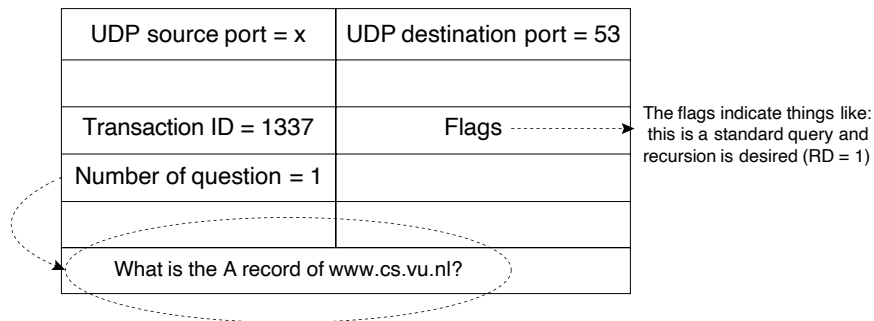 UDP source port = x
UDP destination port = 53
Transaction ID = 1337
Flags
The flags indicate things like:
this is a standard query and
recursion is desired (RD = 1)
Number of question = 1
What is the A record of www.cs.vu.nl?